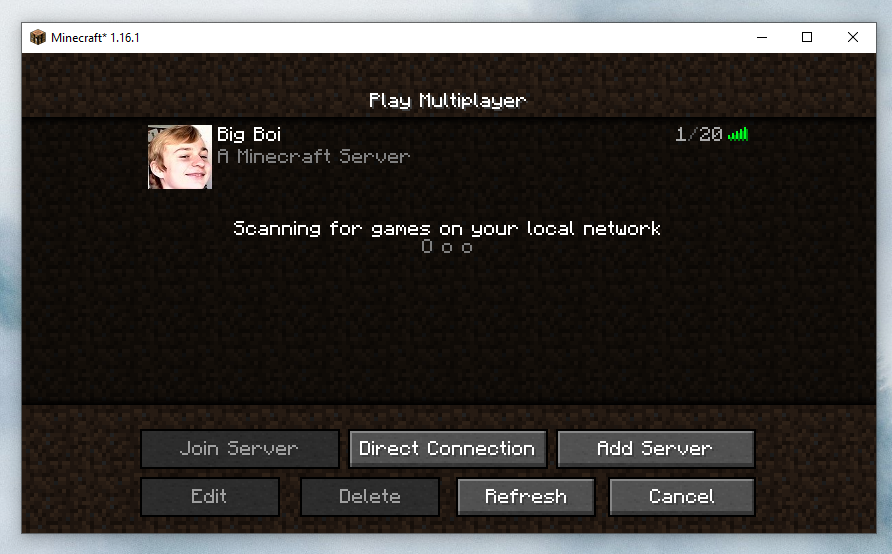 Minecraft* 1.16.1
Play Multiplayer
Big Boi 1/20
A Minecraft Server
Scanning for games on your local network
O o o
Join Server Direct Connection Add Server
Edit Delete Refresh Cancel